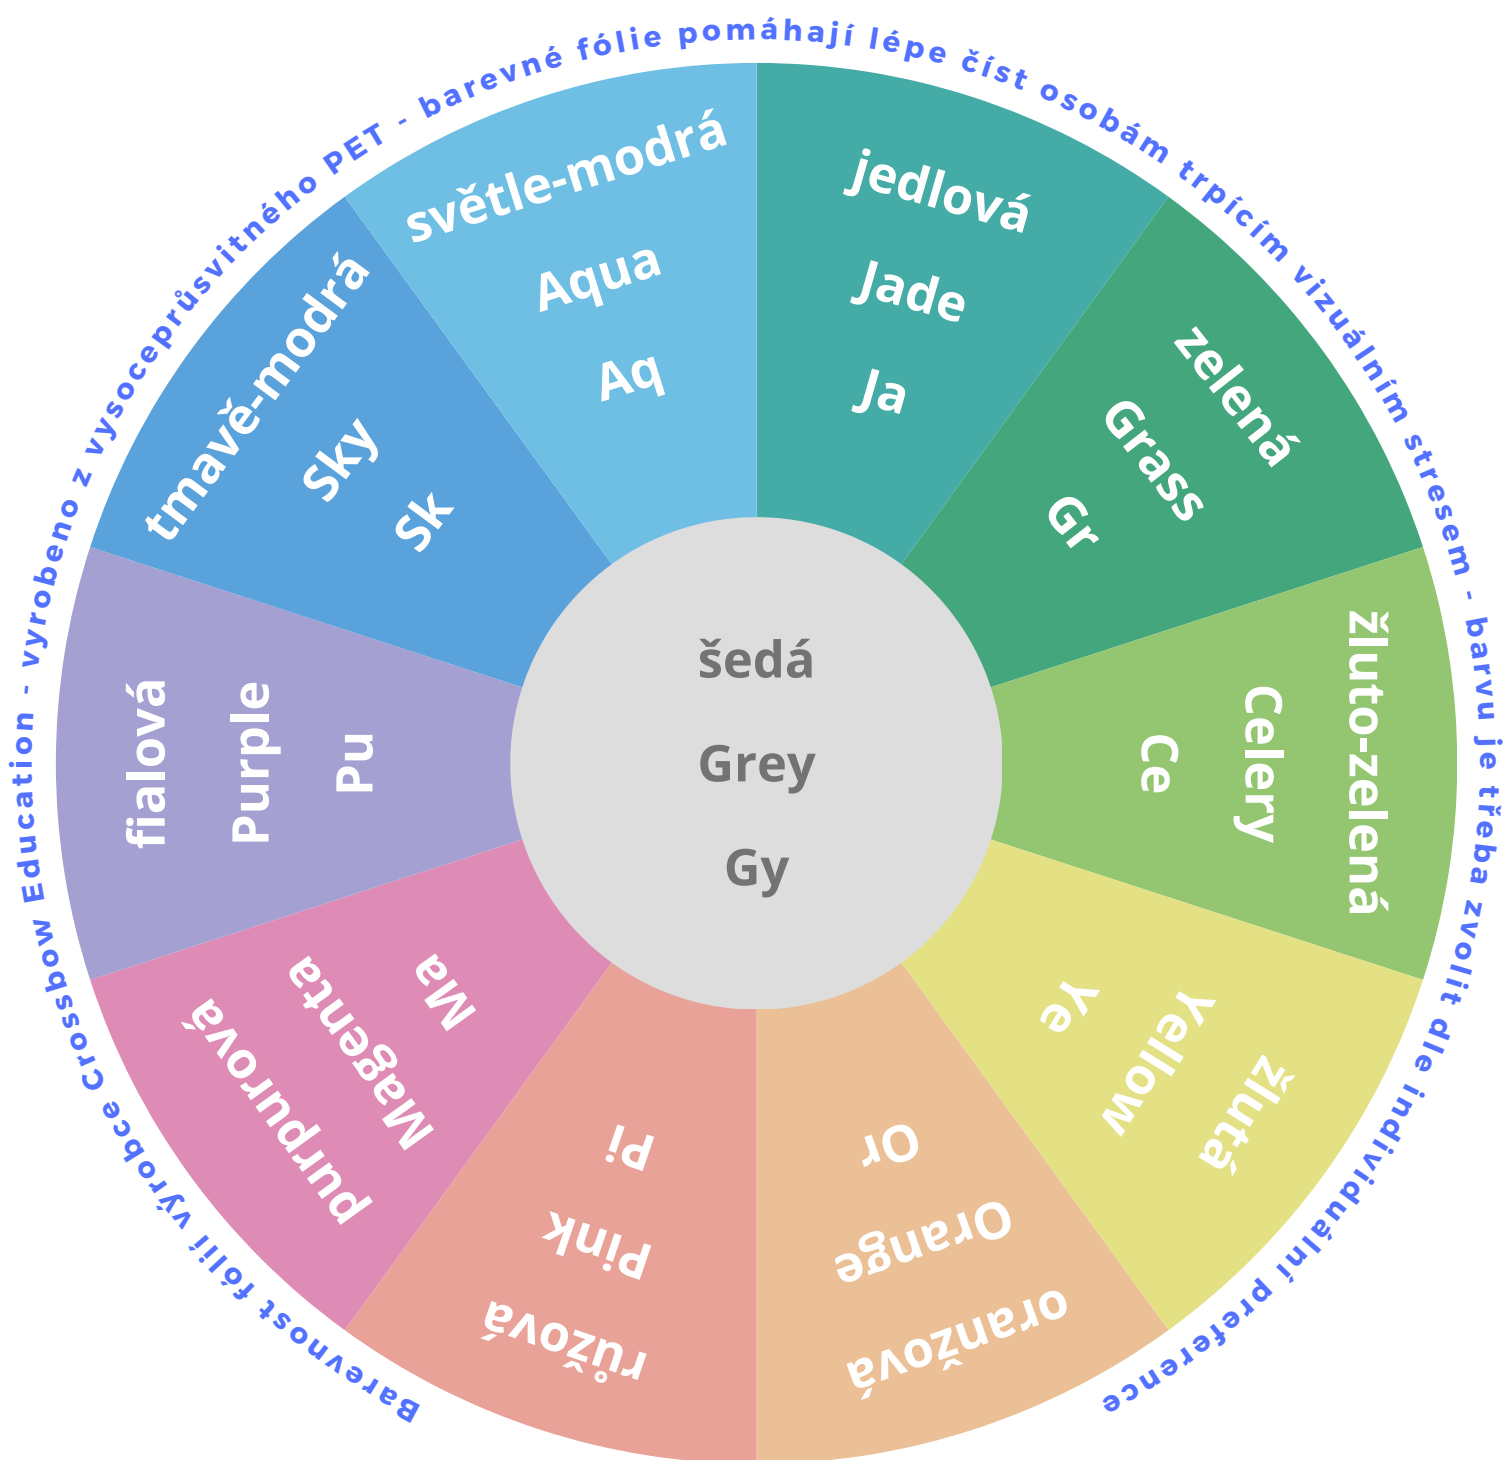 Barevnost fólií výrobce Crossbow Education - vyrobeno z vysoceprůsvitného PET - barevné fólie pomáhají lépe číst osobám trpícím vizuálním stresem - barvu je třeba zvolit dle individuální preference
jedlová
Jade
Ja
zelená
Grass
Gr
žluto-zelená
Celery
Ce
žlutá
Yellow
Ye
oranžová
Orange
Or
růžová
Pink
Pi
purpurová
Magenta
Ma
fialová
Purple
Pu
tmavě-modrá
Sky
Sk
světle-modrá
Aqua
Aq
šedá
Grey
Gy